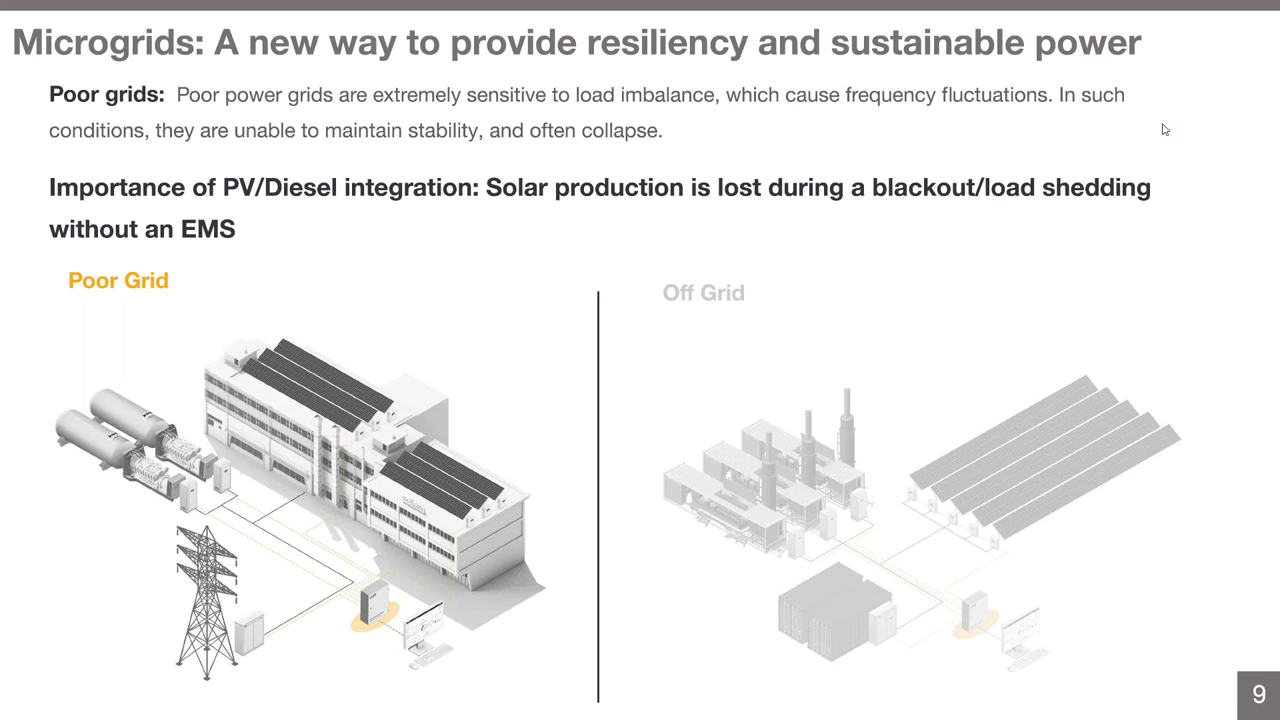 Microgrids: A new way to provide resiliency and sustainable power
Poor grids: Poor power grids are extremely sensitive to load imbalance, which cause frequency fluctuations. In such
conditions, they are unable to maintain stability, and often collapse.
Importance of PV/Diesel integration: Solar production is lost during a blackout/load shedding
without an EMS
Poor Grid
Off Grid
9